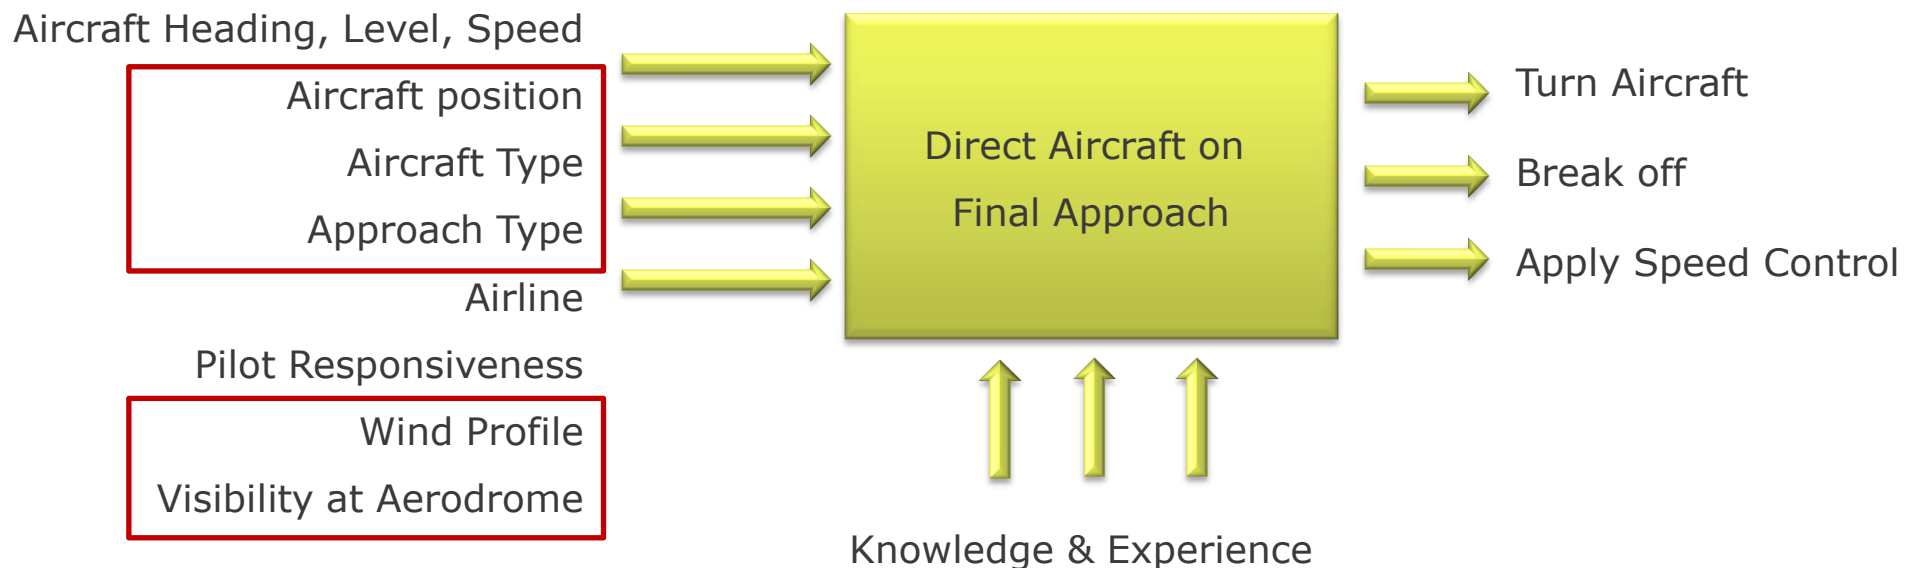 Aircraft Heading, Level, Speed
Aircraft position
Aircraft Type
Approach Type
Airline
Pilot Responsiveness
Wind Profile
Visibility at Aerodrome
Direct Aircraft on
Final Approach
Knowledge & Experience
Turn Aircraft
Break off
Apply Speed Control